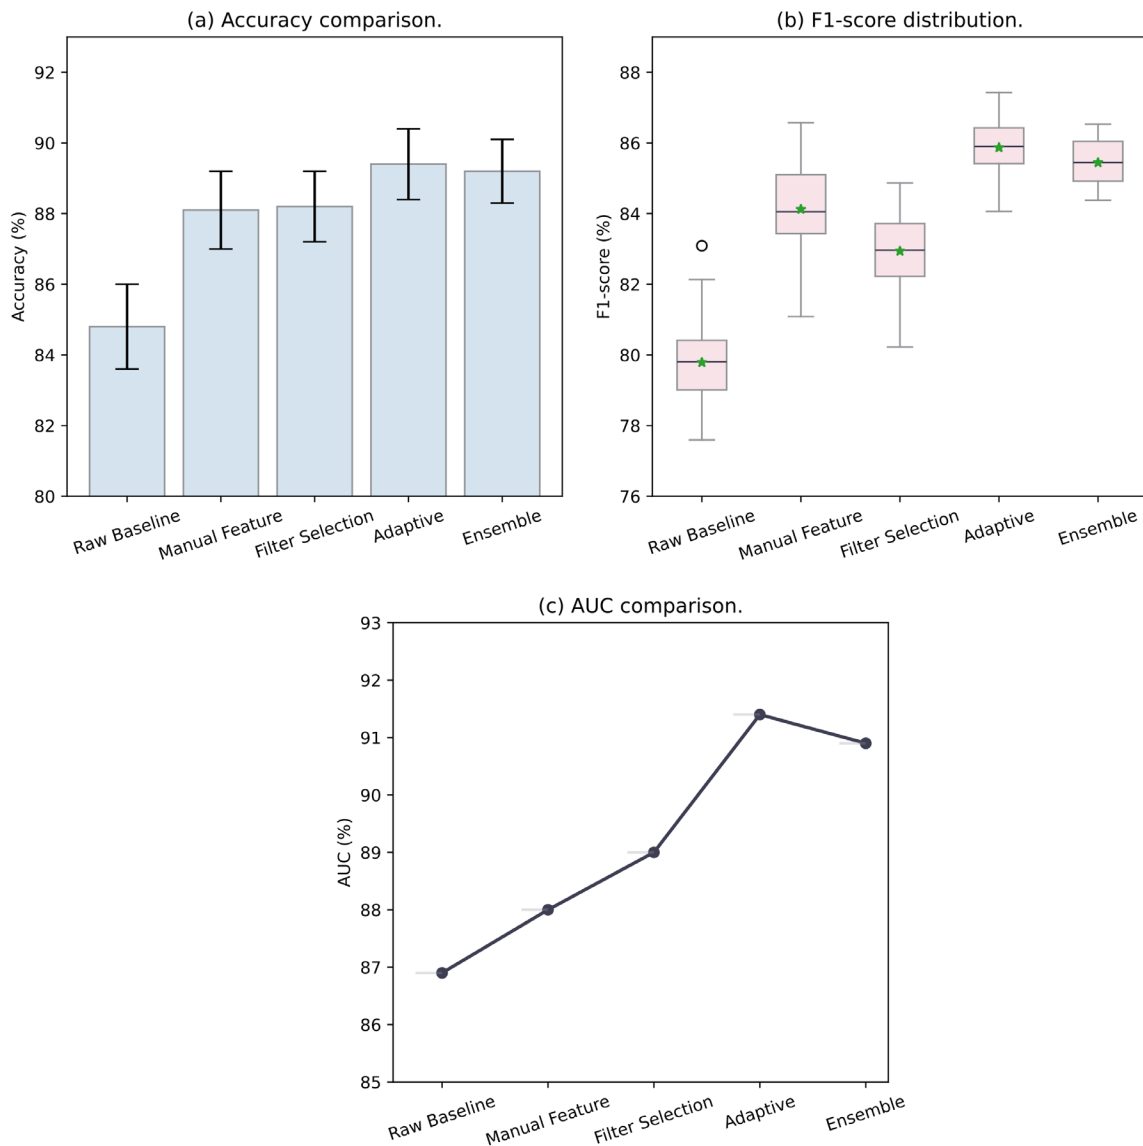 (a) Accuracy comparison.
Accuracy (%)
92
90
88
86
84
82
80
Raw Baseline
Manual Feature
Filter Selection
Adaptive
Ensemble
(b) F1-score distribution.
F1-score (%)
88
86
84
82
80
78
76
Raw Baseline
Manual Feature
Filter Selection
Adaptive
Ensemble
(c) AUC comparison.
AUC (%)
93
92
91
90
89
88
87
86
85
Raw Baseline
Manual Feature
Filter Selection
Adaptive
Ensemble